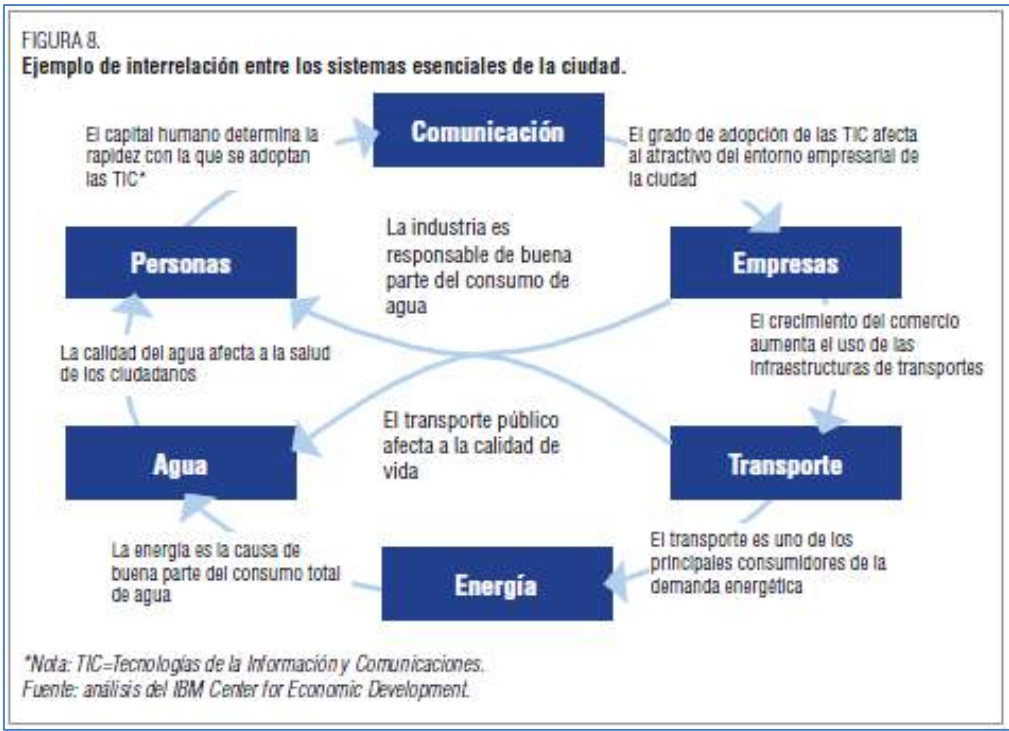 FIGURA 8.
Ejemplo de interrelación entre los sistemas esenciales de la ciudad.
Comunicación
El capital humano determina la
rapidez con la que se adoptan
las TIC*
El grado de adopción de las TIC afecta
al atractivo del entorno empresarial de
la ciudad
La industria es
responsable de buena
parte del consumo de
agua
Personas
Empresas
El crecimiento del comercio
aumenta el uso de las
infraestructuras de transportes
La calidad del agua afecta a la salud
de los ciudadanos
El transporte público
afecta a la calidad de
vida
Agua
Transporte
La energía es la causa de
buena parte del consumo total
de agua
Energía
El transporte es uno de los
principales consumidores de la
demanda energética
*Nota: TIC=Tecnologías de la Información y Comunicaciones.
Fuente: análisis del IBM Center for Economic Development.